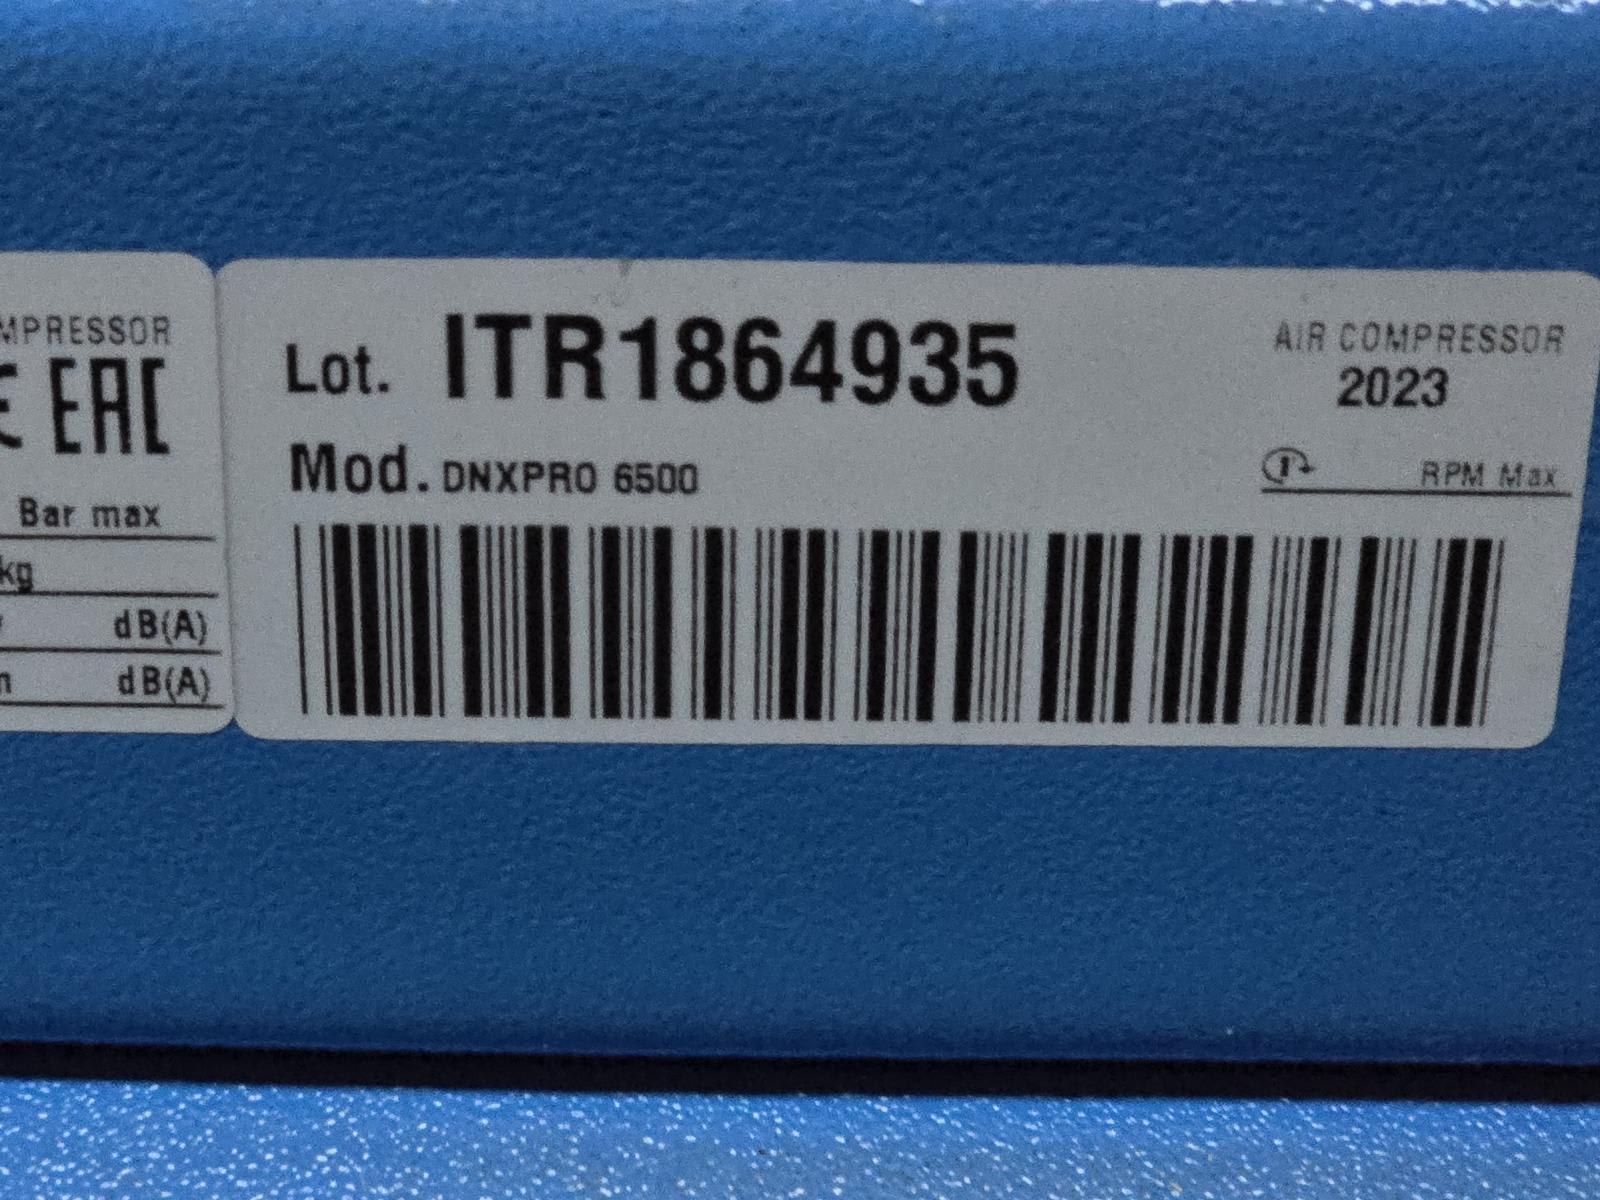 MPRESSOR
EAC
Bar max
kg
dB(A)
dB(A)
Lot. ITR1864935
Mod. DNXPRO 6500
AIR COMPRESSOR
2023
RPM Max